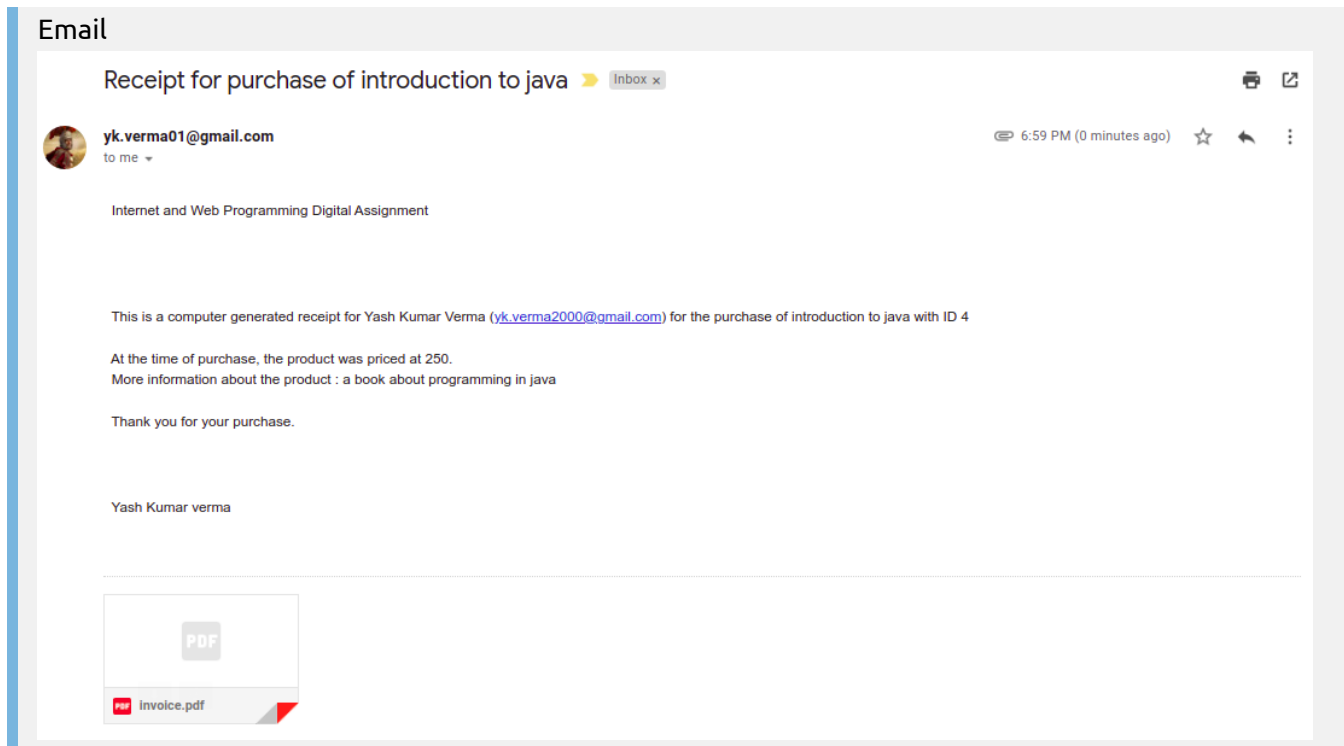 Email
Receipt for purchase of introduction to java Inbox x
yk.verma01@gmail.com 6:59 PM (0 minutes ago)
to me
Internet and Web Programming Digital Assignment
This is a computer generated receipt for Yash Kumar Verma (yk.verma2000@gmail.com) for the purchase of introduction to java with ID 4
At the time of purchase, the product was priced at 250.
More information about the product : a book about programming in java
Thank you for your purchase.
Yash Kumar verma
PDF
PDF invoice.pdf